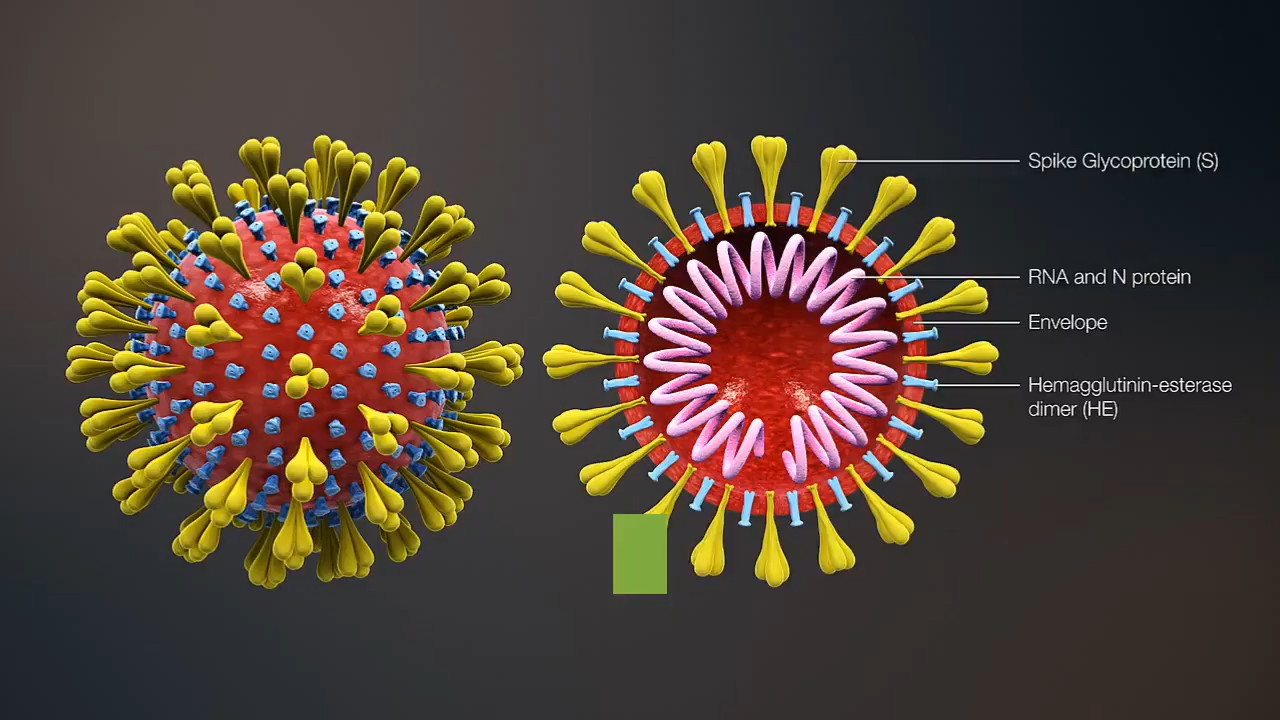 Spike Glycoprotein (S)
RNA and N protein
Envelope
Hemagglutinin-esterase
dimer (HE)